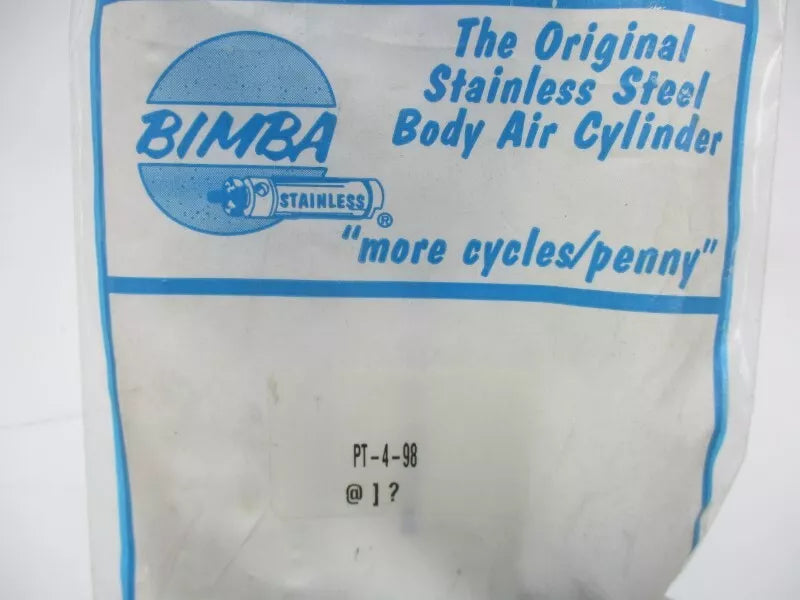 The Original
Stainless Steel
Body Air Cylinder
BIMBA
STAINLESS
®
"more cycles/penny"
PT-4-98
@ ] ?